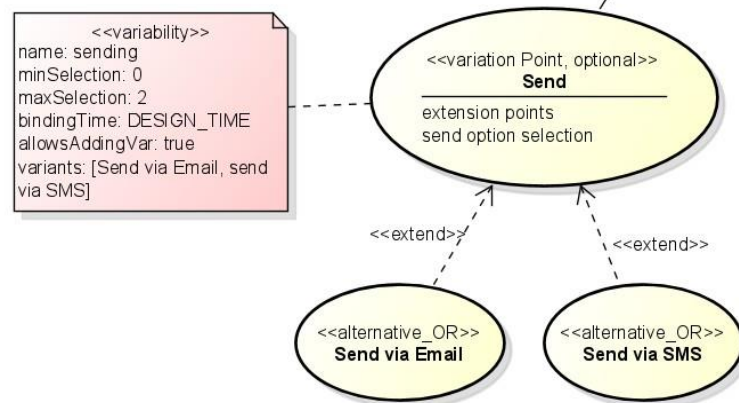 <<variability>>
name: sending
minSelection: 0
maxSelection: 2
bindingTime: DESIGN_TIME
allowsAddingVar: true
variants: [Send via Email, send
via SMS]
<<variation Point, optional>>
Send
extension points
send option selection
<<extend>>
<<extend>>
<<alternative_OR>>
Send via Email
<<alternative_OR>>
Send via SMS